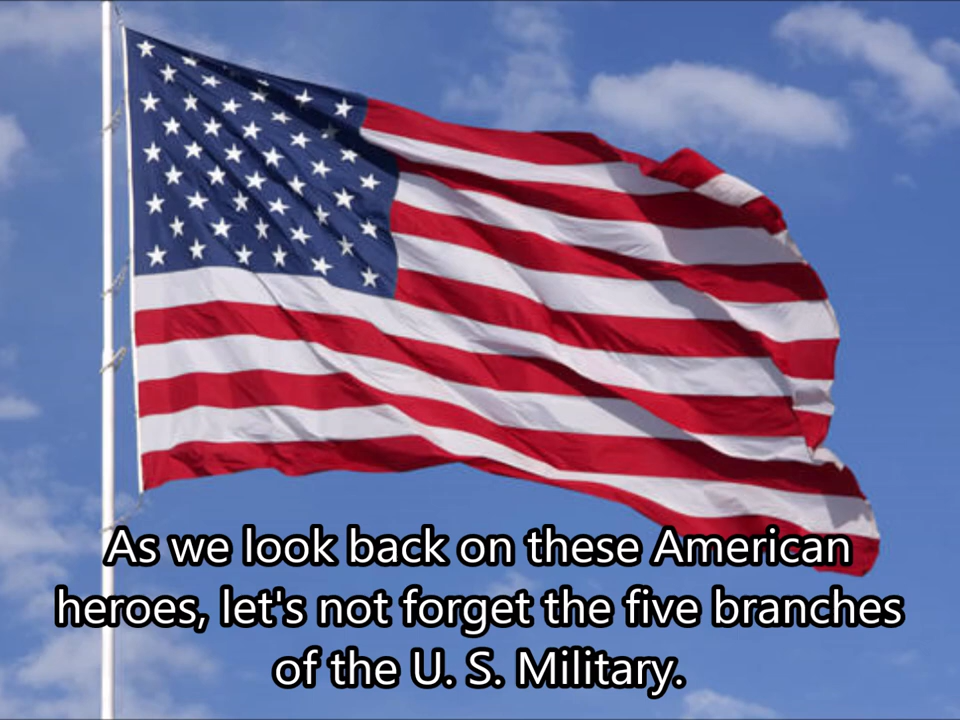 As we look back on these American
heroes, let's not forget the five branches
of the U. S. Military.